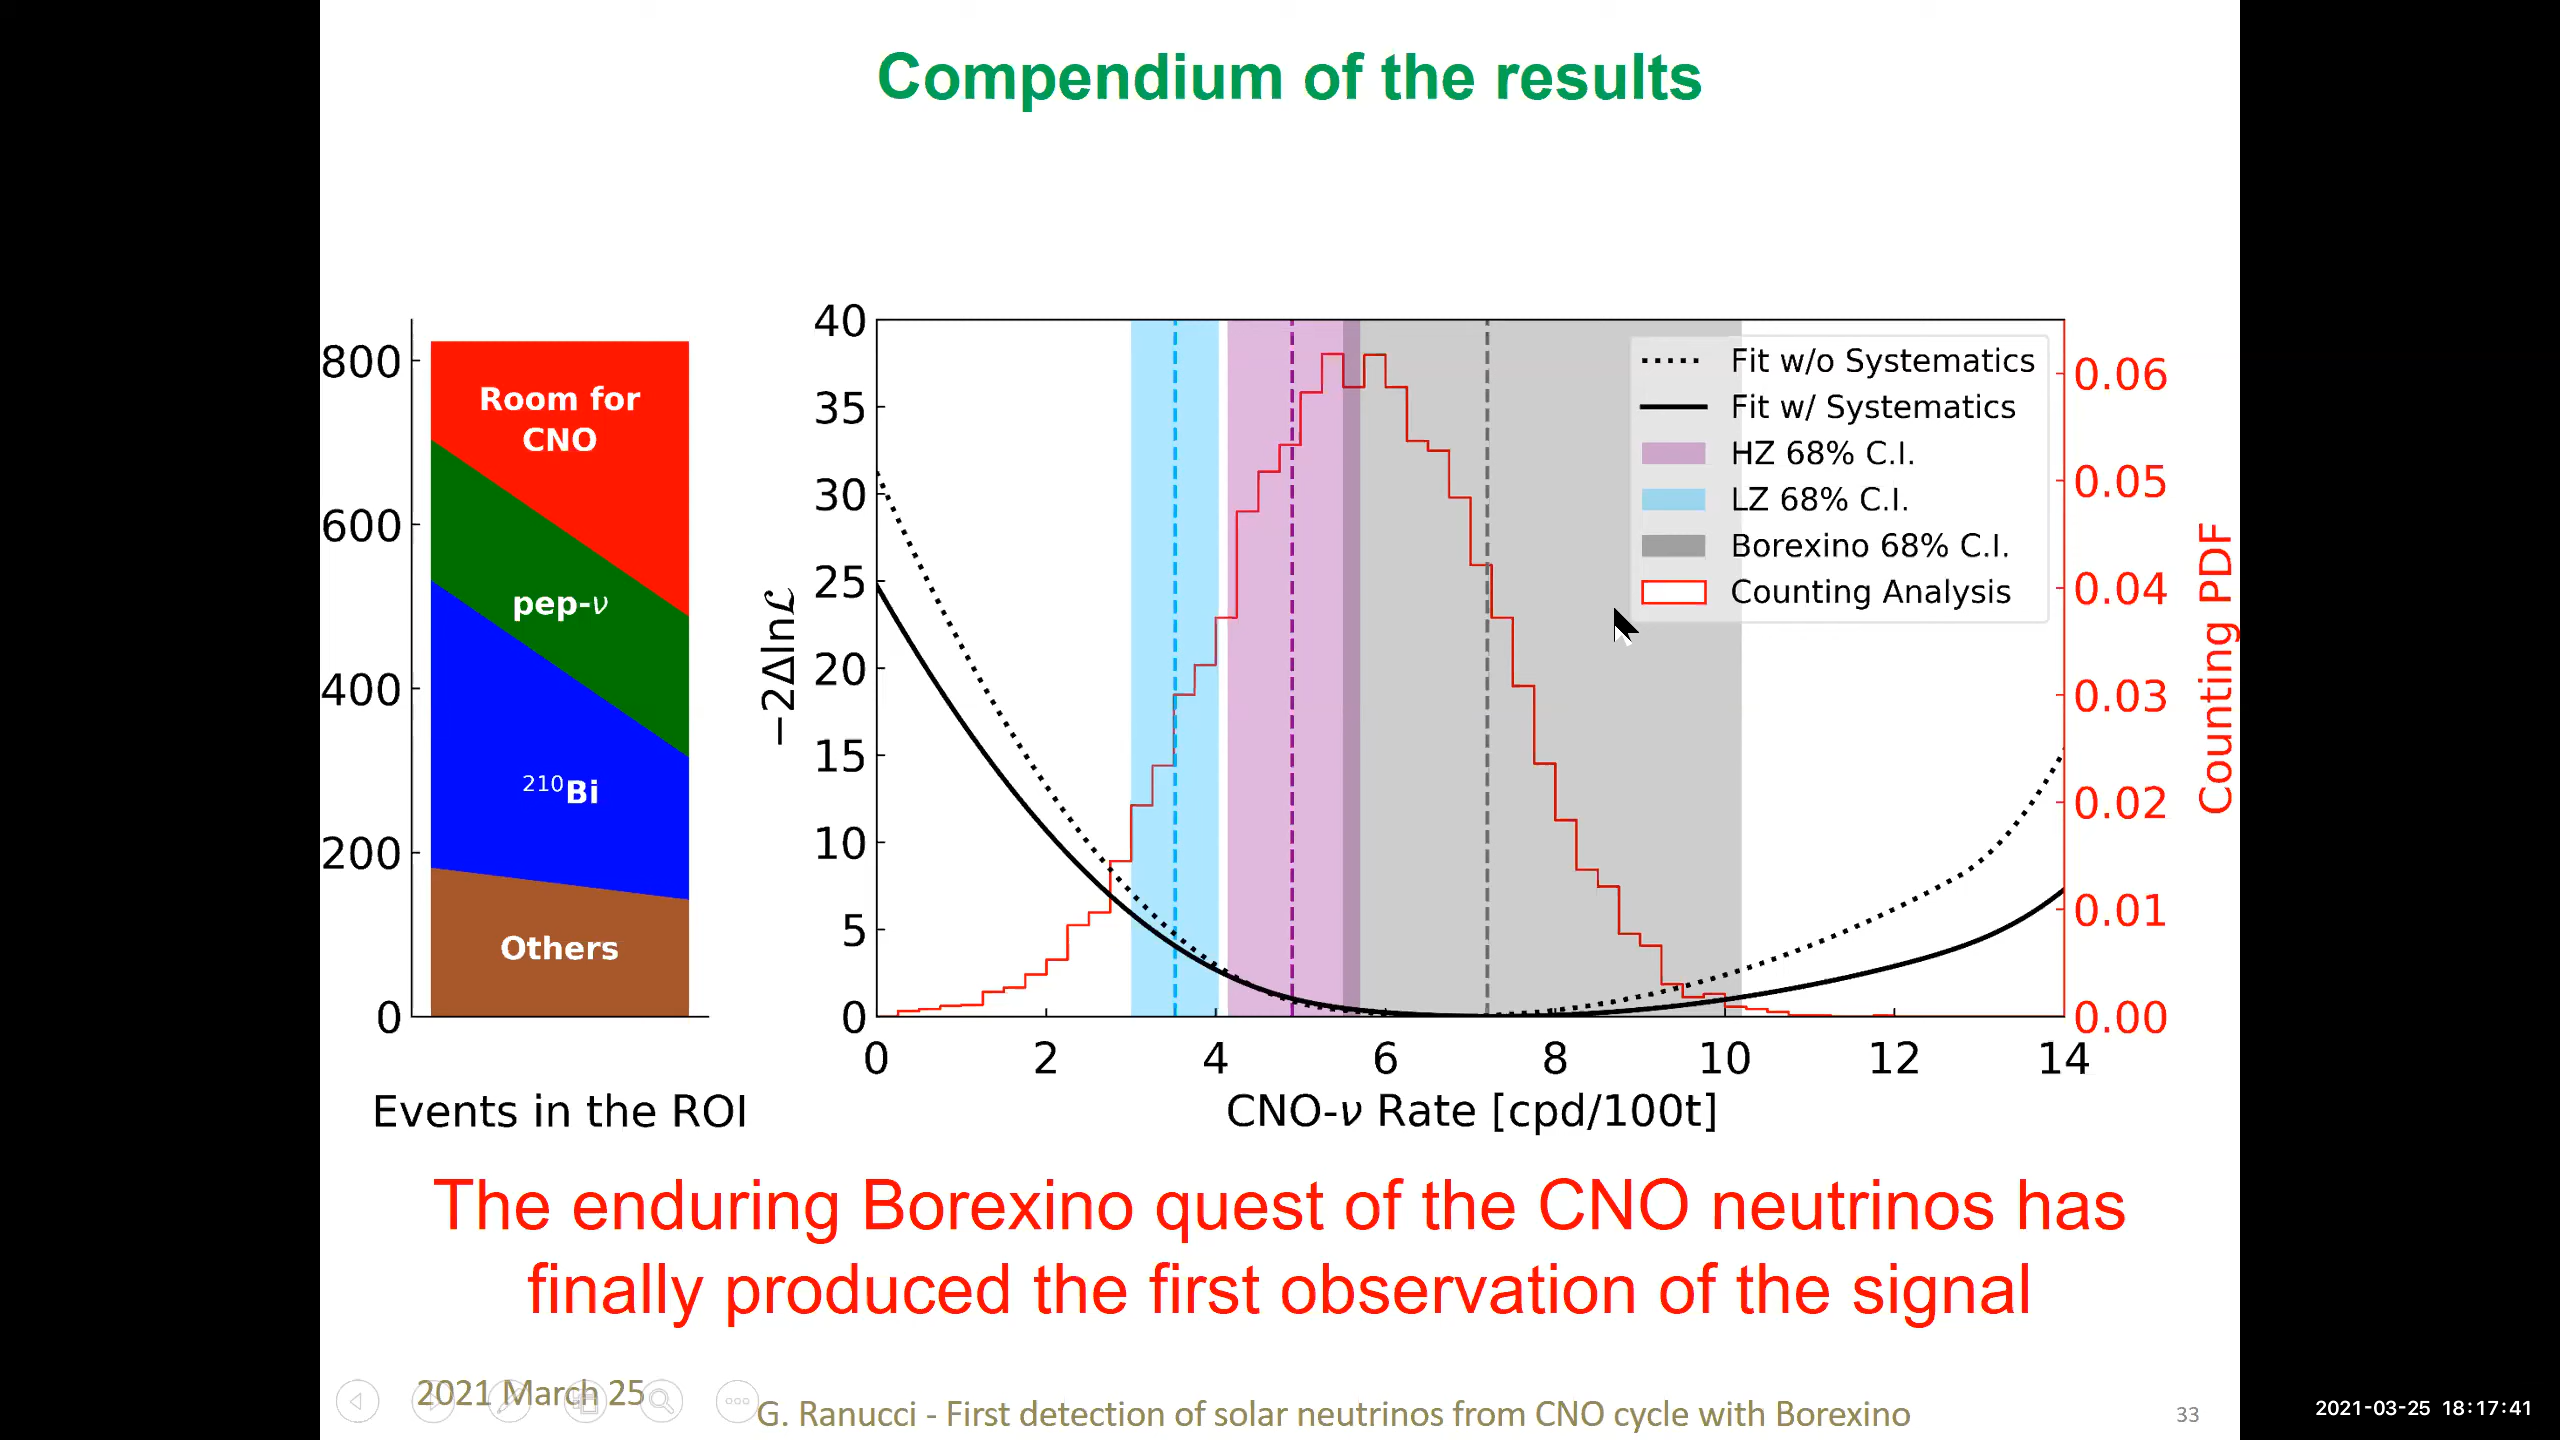 Compendium of the results
800
600
400
200
0
Room for
CNO
pep-ν
²¹⁰Bi
Others
Events in the ROI
40
35
30
25
20
15
10
5
0
−2Δlnℒ
0 2 4 6 8 10 12 14
CNO-ν Rate [cpd/100t]
Fit w/o Systematics
Fit w/ Systematics
HZ 68% C.I.
LZ 68% C.I.
Borexino 68% C.I.
Counting Analysis
0.06
0.05
0.04
0.03
0.02
0.01
0.00
Counting PDF
The enduring Borexino quest of the CNO neutrinos has
finally produced the first observation of the signal
2021 March 25
G. Ranucci - First detection of solar neutrinos from CNO cycle with Borexino
33
2021-03-25 18:17:41